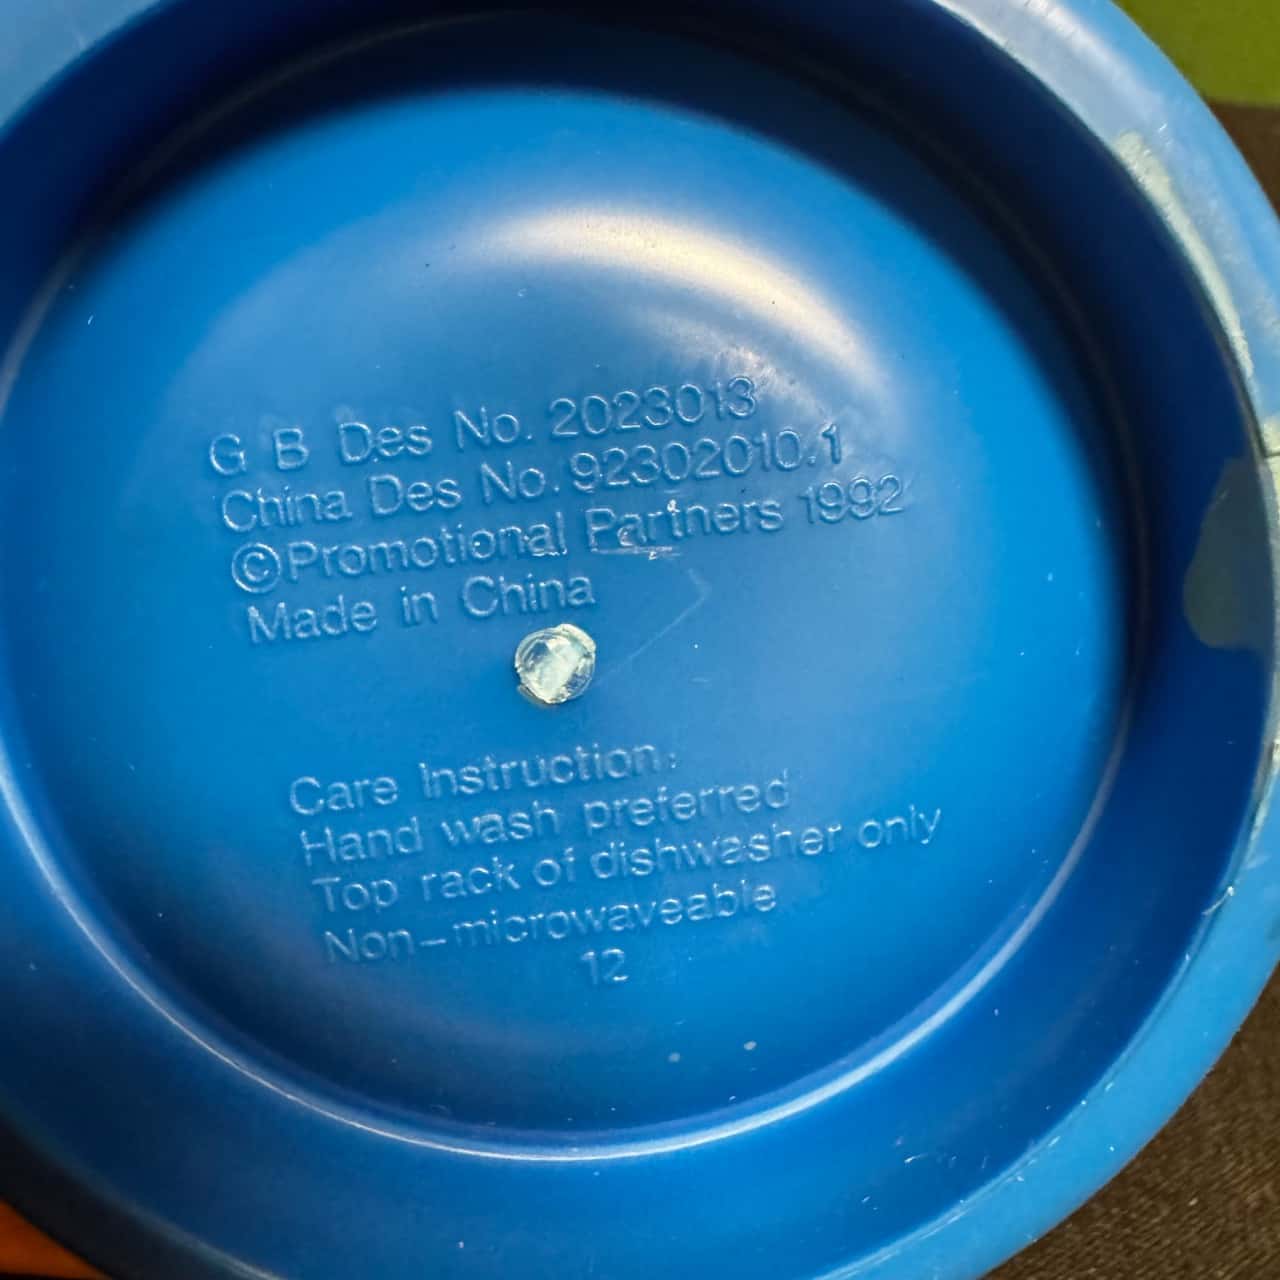 G B Des No. 2023013
China Des No. 92302010.1
©Promotional Partners 1992
Made in China
Care Instruction:
Hand wash preferred
Top rack of dishwasher only
Non-microwaveable
12